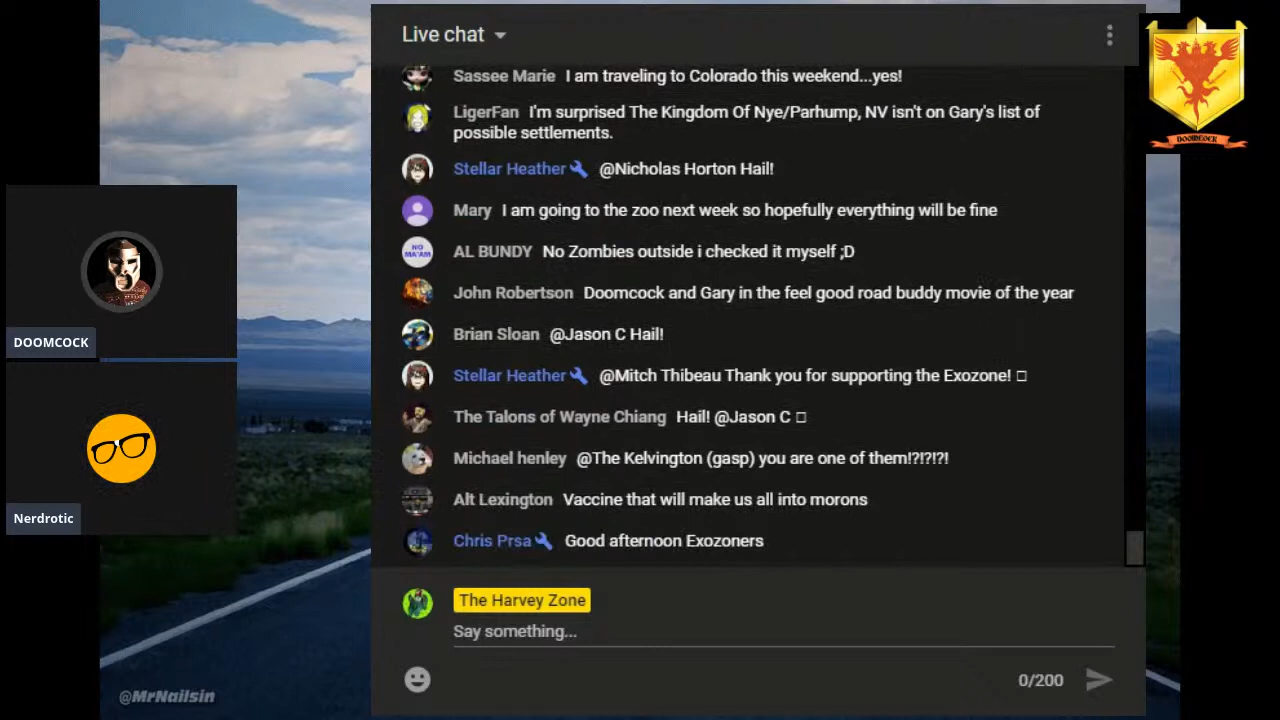 Live chat
Sassee Marie I am traveling to Colorado this weekend...yes!
LigerFan I'm surprised The Kingdom Of Nye/Parhump, NV isn't on Gary's list of
possible settlements.
Stellar Heather @Nicholas Horton Hail!
Mary I am going to the zoo next week so hopefully everything will be fine
NO MA'AM
AL BUNDY No Zombies outside i checked it myself ;D
John Robertson Doomcock and Gary in the feel good road buddy movie of the year
Brian Sloan @Jason C Hail!
Stellar Heather @Mitch Thibeau Thank you for supporting the Exozone! □
The Talons of Wayne Chiang Hail! @Jason C □
Michael henley @The Kelvington (gasp) you are one of them!?!?!?!
Alt Lexington Vaccine that will make us all into morons
Chris Prsa Good afternoon Exozoners
The Harvey Zone
Say something...
0/200
DOOMCOCK
Nerdrotic
DOOMCOCK
@MrNailsin